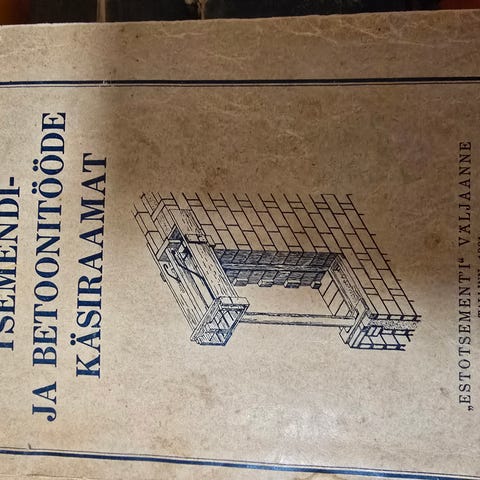 TSEMENDI-
JA BETOONITÖÖDE
KÄSIRAAMAT
„ESTOTSEMENTI“ VÄLJAANNE